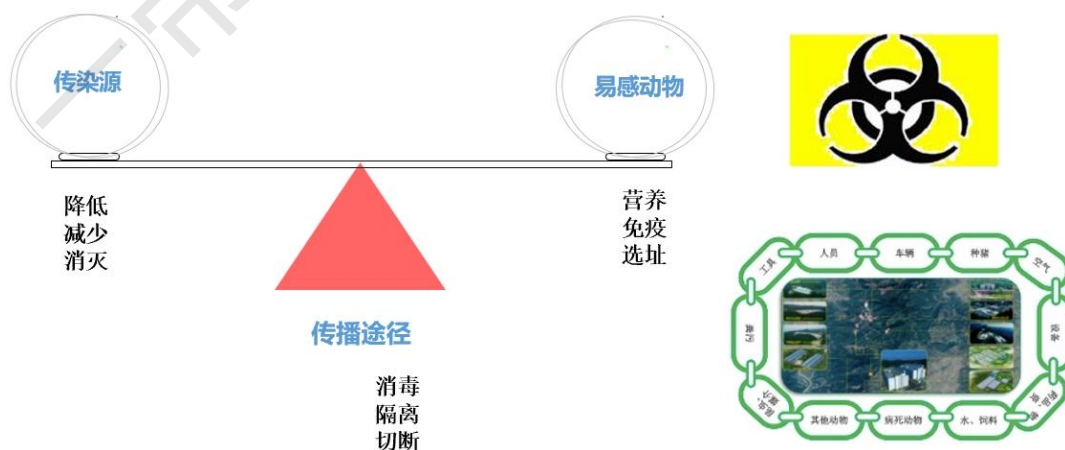 传染源
易感动物
降低
减少
消灭
营养
免疫
选址
传播途径
消毒
隔离
切断
工具
人员
车辆
种猪
空气
粪污
设备
其他动物
病死动物
水、饲料